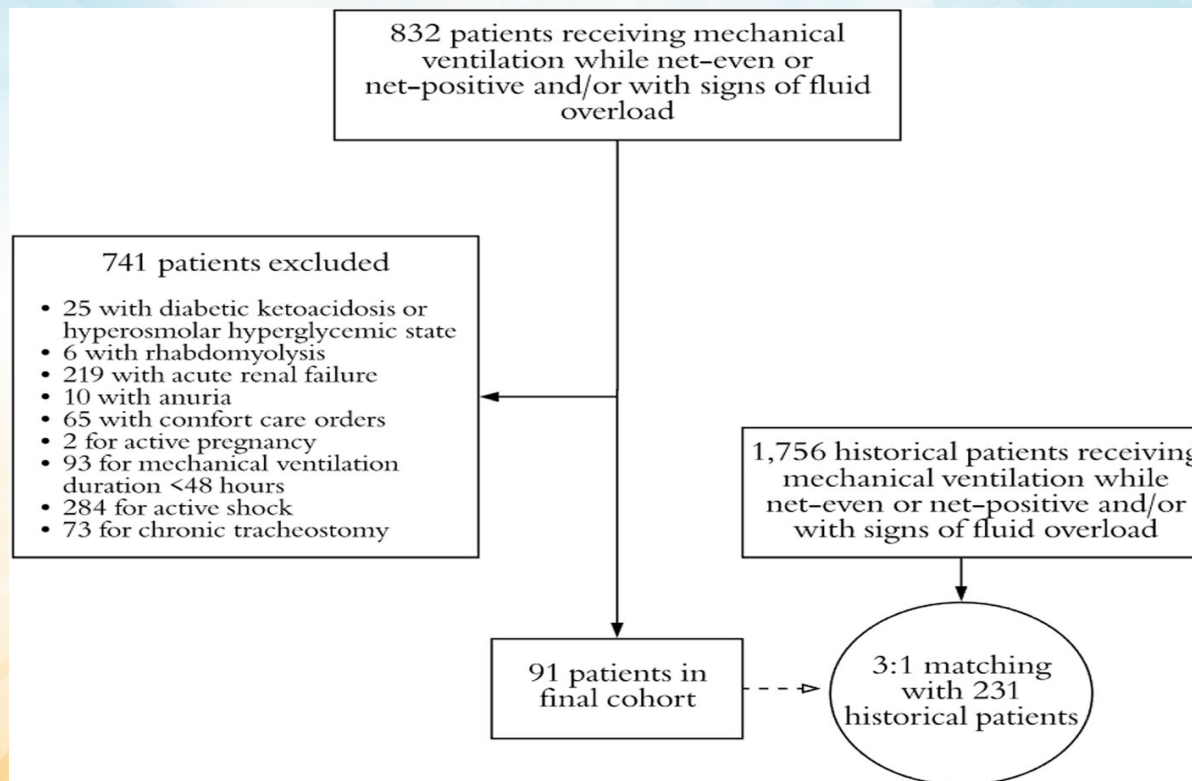 832 patients receiving mechanical
ventilation while net-even or
net-positive and/or with signs of fluid
overload
741 patients excluded
• 25 with diabetic ketoacidosis or
hyperosmolar hyperglycemic state
• 6 with rhabdomyolysis
• 219 with acute renal failure
• 10 with anuria
• 65 with comfort care orders
• 2 for active pregnancy
• 93 for mechanical ventilation
duration <48 hours
• 284 for active shock
• 73 for chronic tracheostomy
1,756 historical patients receiving
mechanical ventilation while
net-even or net-positive and/or
with signs of fluid overload
91 patients in
final cohort
3:1 matching
with 231
historical patients